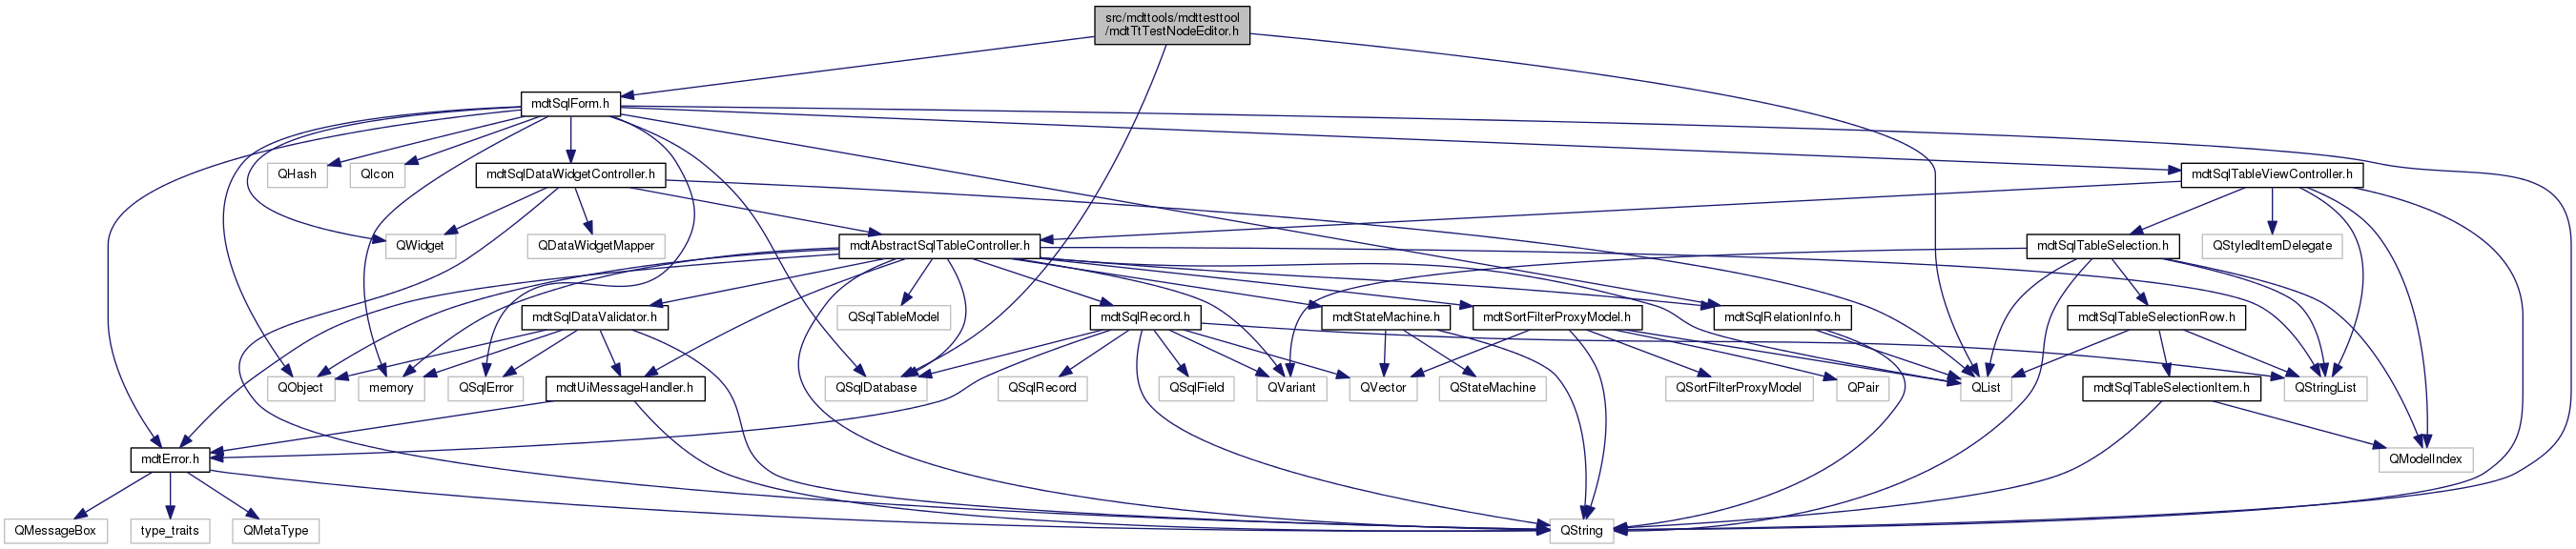 src/mdttools/mdttesttool
/mdtTtTestNodeEditor.h
mdtSqlForm.h
QHash
QIcon
mdtSqlDataWidgetController.h
mdtSqlTableViewController.h
QWidget
QDataWidgetMapper
mdtAbstractSqlTableController.h
mdtSqlTableSelection.h
QStyledItemDelegate
mdtSqlDataValidator.h
QSqlTableModel
mdtSqlRecord.h
mdtStateMachine.h
mdtSortFilterProxyModel.h
mdtSqlRelationInfo.h
mdtSqlTableSelectionRow.h
QObject
memory
QSqlError
mdtUiMessageHandler.h
QSqlDatabase
QSqlRecord
QSqlField
QVariant
QVector
QStateMachine
QSortFilterProxyModel
QPair
QList
QStringList
mdtSqlTableSelectionItem.h
mdtError.h
QModelIndex
QMessageBox
type_traits
QMetaType
QString